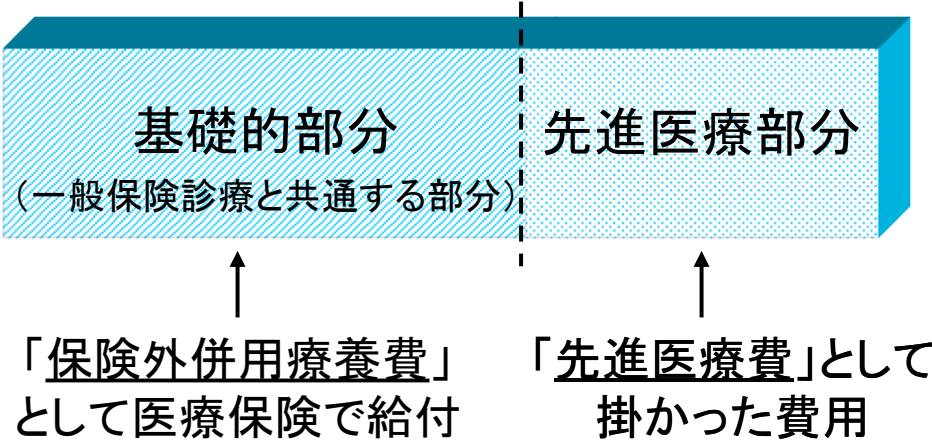 基礎的部分
（一般保険診療と共通する部分）
先進医療部分
「保険外併用療養費」
として医療保険で給付
「先進医療費」として
掛かった費用